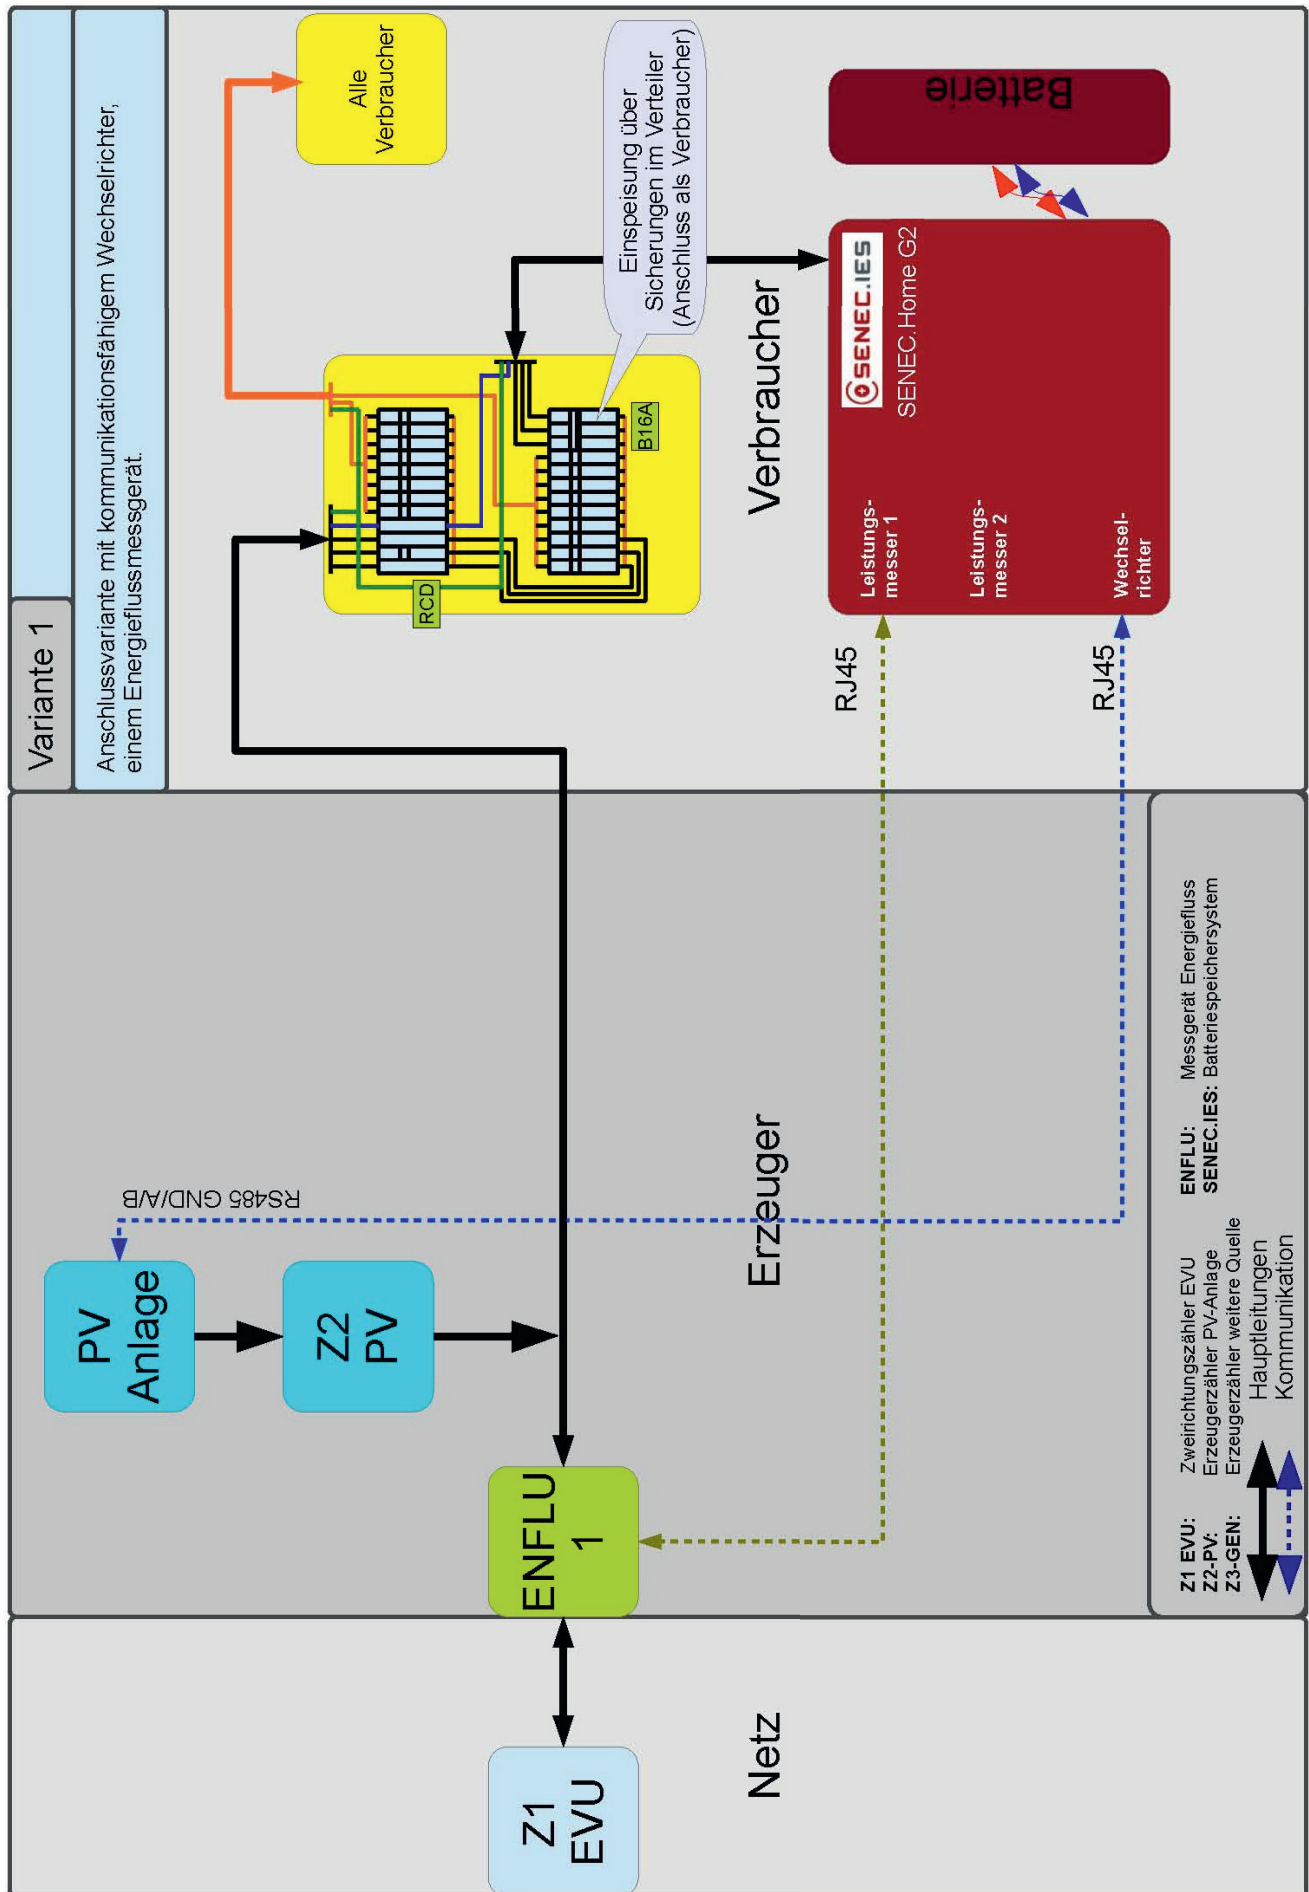 Variante 1
Anschlussvariante mit kommunikationsfähigem Wechselrichter,
einem Energieflussmessgerät.
PV
Anlage
RS485 GND/A/B
Z2
PV
Z1
EVU
ENFLU
1
Netz
Erzeuger
Verbraucher
Alle
Verbraucher
RCD
B16A
Einspeisung über
Sicherungen im Verteiler
(Anschluss als Verbraucher)
RJ45
RJ45
SENEC.IES
SENEC.Home G2
Leistungs-
messer 1
Leistungs-
messer 2
Wechsel-
richter
Batterie
Z1 EVU: Zweirichtungszähler EVU
Z2-PV: Erzeugerzähler PV-Anlage
Z3-GEN: Erzeugerzähler weitere Quelle
Hauptleitungen
Kommunikation
ENFLU: Messgerät Energiefluss
SENEC.IES: Batteriespeichersystem